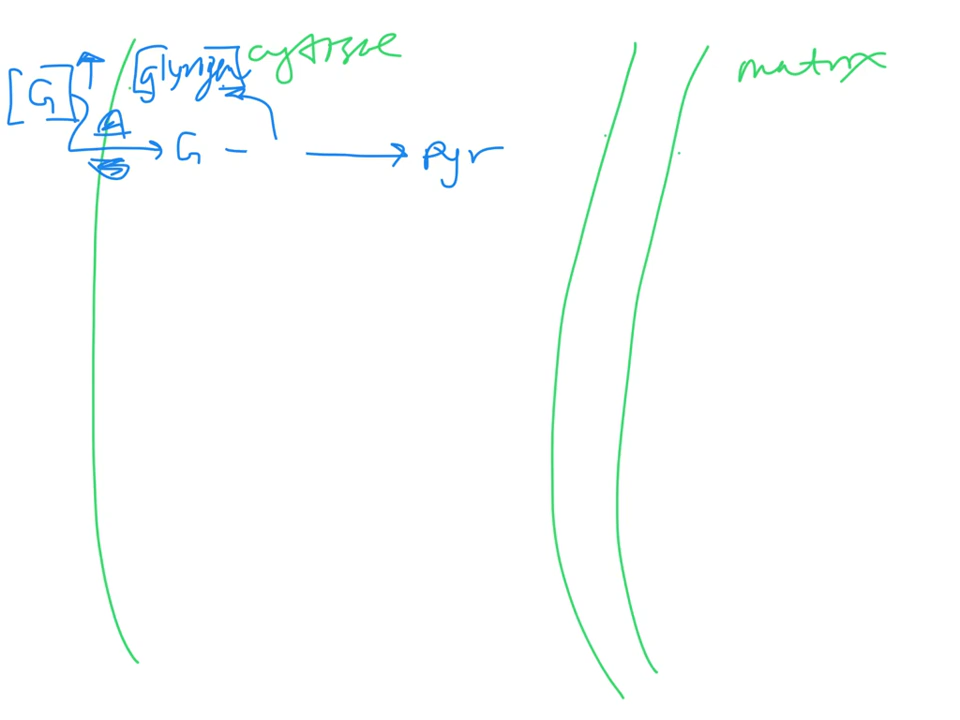 [G]↑ [glycogen] cytosol
matrix
G – → pyr